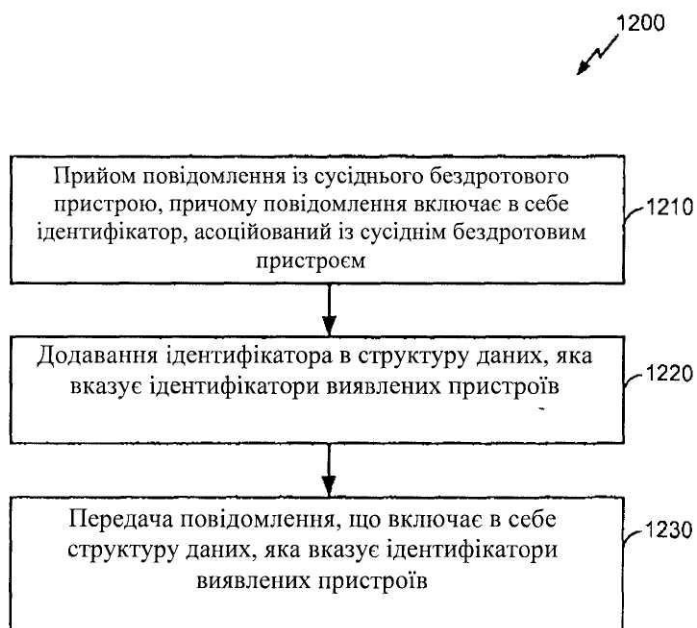 1200
Прийом повідомлення із сусіднього бездротового
пристрою, причому повідомлення включає в себе
ідентифікатор, асоційований із сусіднім бездротовим
пристроєм
1210
Додавання ідентифікатора в структуру даних, яка
вказує ідентифікатори виявлених пристроїв
1220
Передача повідомлення, що включає в себе
структуру даних, яка вказує ідентифікатори
виявлених пристроїв
1230